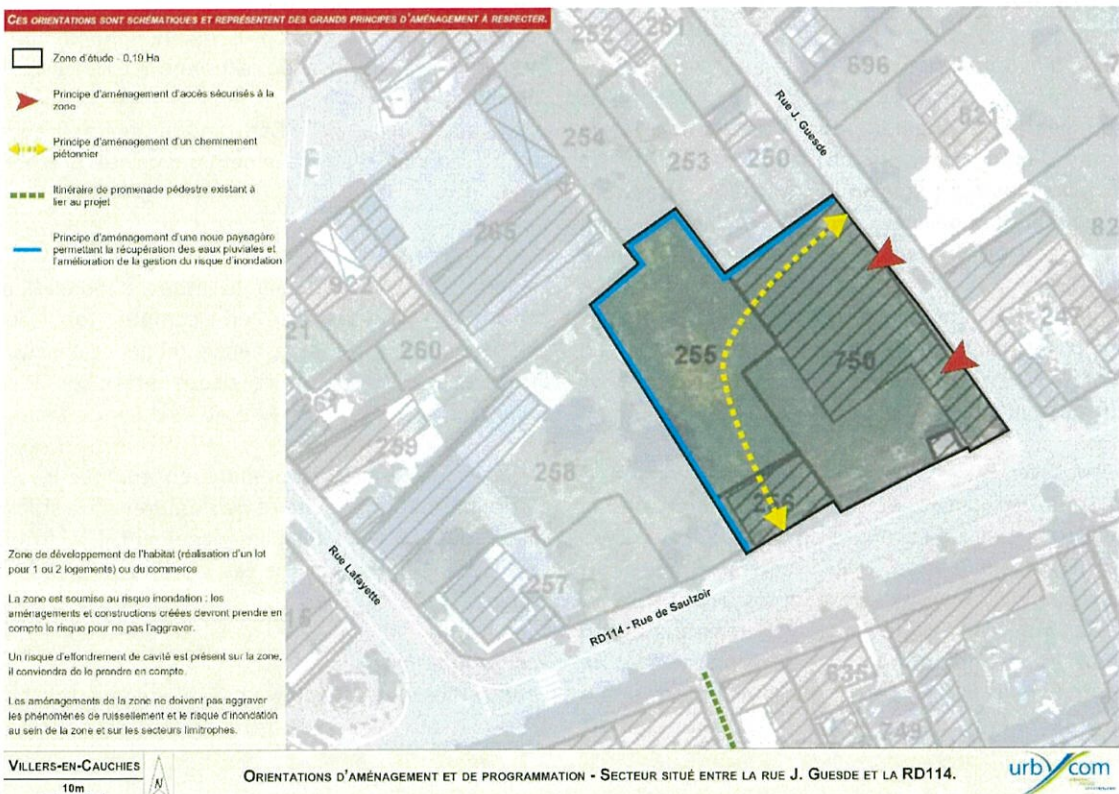 CES ORIENTATIONS SONT SCHÉMATIQUES ET REPRÉSENTENT DES GRANDS PRINCIPES D'AMÉNAGEMENT À RESPECTER.
Zone d'étude - 0,19 Ha
Principe d'aménagement d'accès sécurisés à la
zone
Principe d'aménagement d'un cheminement
piétonnier
Itinéraire de promenade pédestre existant à
lier au projet
Principe d'aménagement d'une noue paysagère
permettant la récupération des eaux pluviales et
l'amélioration de la gestion du risque d'inondation
Zone de développement de l'habitat (réalisation d'un lot
pour 1 ou 2 logements) ou du commerce
La zone est soumise au risque inondation : les
aménagements et constructions créées devront prendre en
compte le risque pour ne pas l'aggraver.
Un risque d'effondrement de cavité est présent sur la zone,
il conviendra de le prendre en compte.
Les aménagements de la zone ne doivent pas aggraver
les phénomènes de ruissellement et le risque d'inondation
au sein de la zone et sur les secteurs limitrophes.
252
251
696
Rue J. Guesde
821
254
253
250
265
247
21
260
255
750
259
258
256
257
Rue Lafayette
RD114 - Rue de Saulzoir
635
749
VILLERS-EN-CAUCHIES
10m
N
ORIENTATIONS D'AMÉNAGEMENT ET DE PROGRAMMATION - SECTEUR SITUÉ ENTRE LA RUE J. GUESDE ET LA RD114.
urbycom